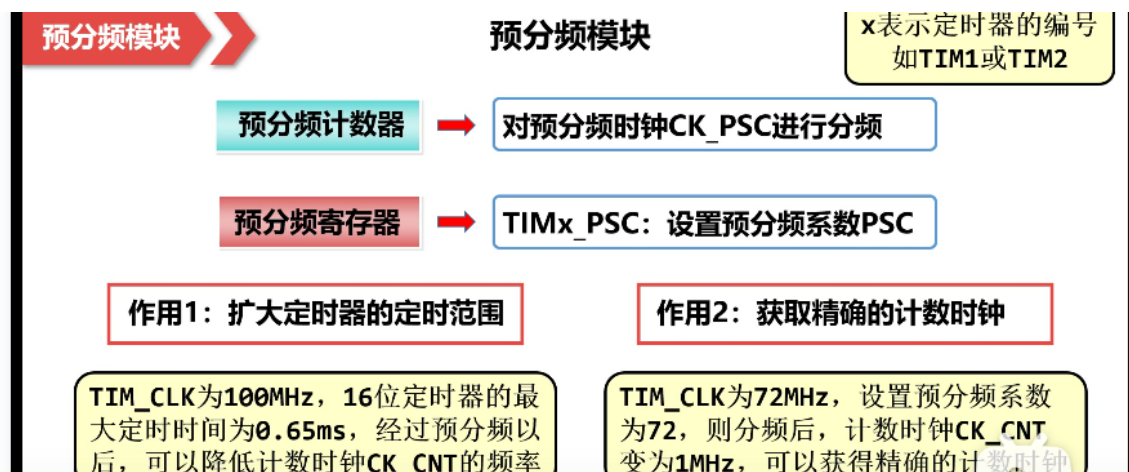 预分频模块
预分频模块
x表示定时器的编号
如TIM1或TIM2
预分频计数器
对预分频时钟CK_PSC进行分频
预分频寄存器
TIMx_PSC：设置预分频系数PSC
作用1：扩大定时器的定时范围
作用2：获取精确的计数时钟
TIM_CLK为100MHz，16位定时器的最
大定时时间为0.65ms，经过预分频以
后，可以降低计数时钟CK_CNT的频率
TIM_CLK为72MHz，设置预分频系数
为72，则分频后，计数时钟CK_CNT
变为1MHz，可以获得精确的计数时钟